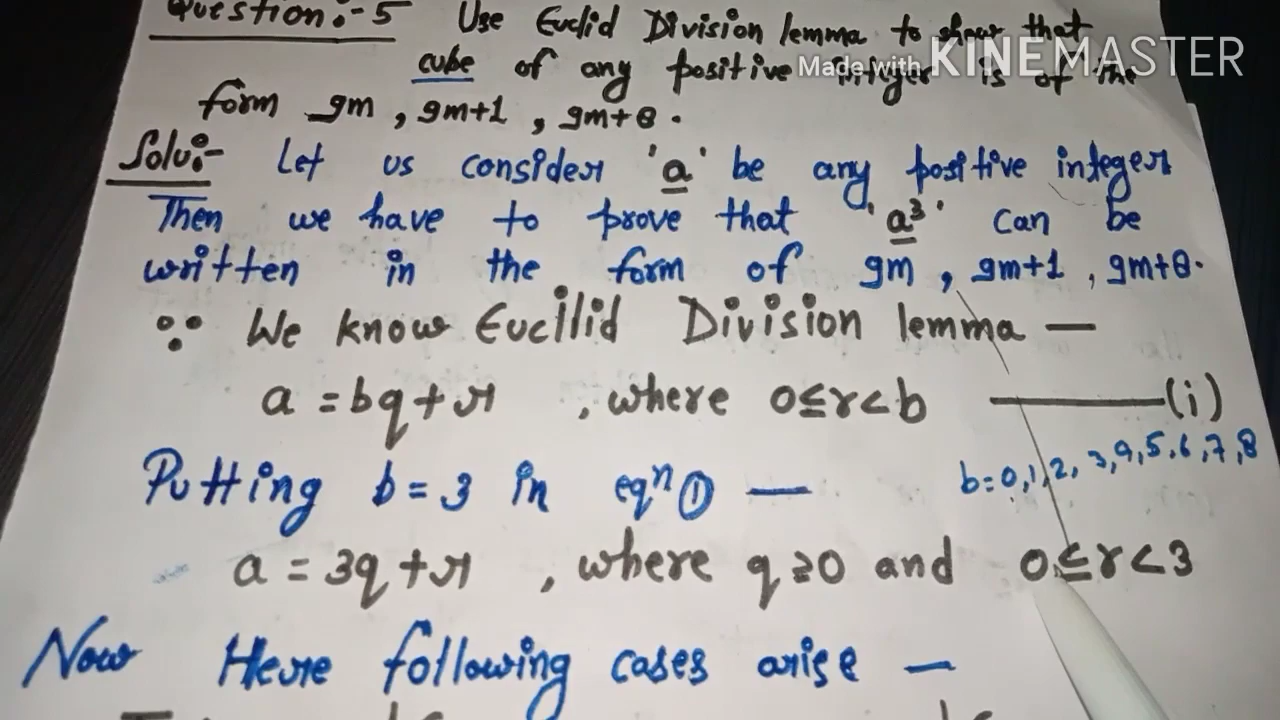 Question:- 5 Use Euclid Division lemma to show that
cube of any positive integer is of the
Made with KINEMASTER
form 9m, 9m+1, 9m+8.
Solu:- Let us consider 'a' be any positive integer
Then we have to prove that 'a³' can be
written in the form of 9m, 9m+1, 9m+8.
∵ We know Eucilid Division lemma —
a = bq + r , where 0≤r<b —(i)
b=0,1,2, 3,4,5,6,7,8
Putting b=3 in eqⁿ① —
a = 3q + r , where q≥0 and 0≤r<3
Now Here following cases arise —